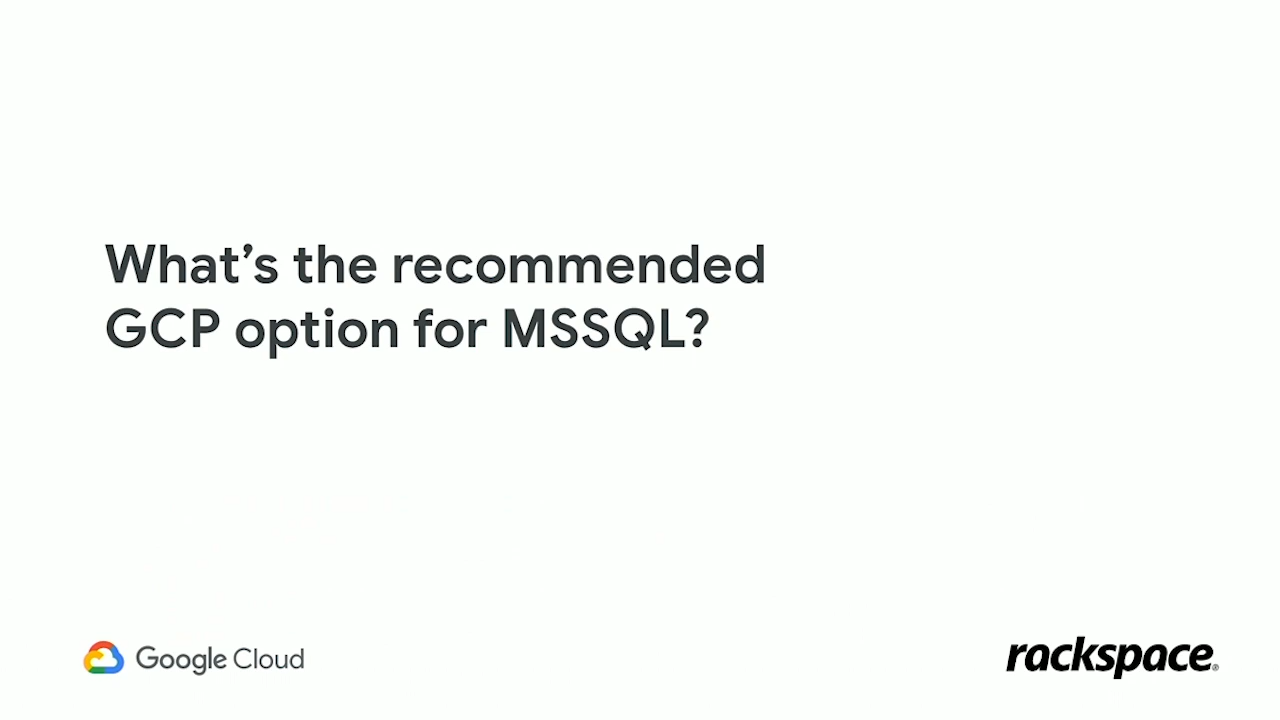 What’s the recommended
GCP option for MSSQL?
Google Cloud
rackspace®